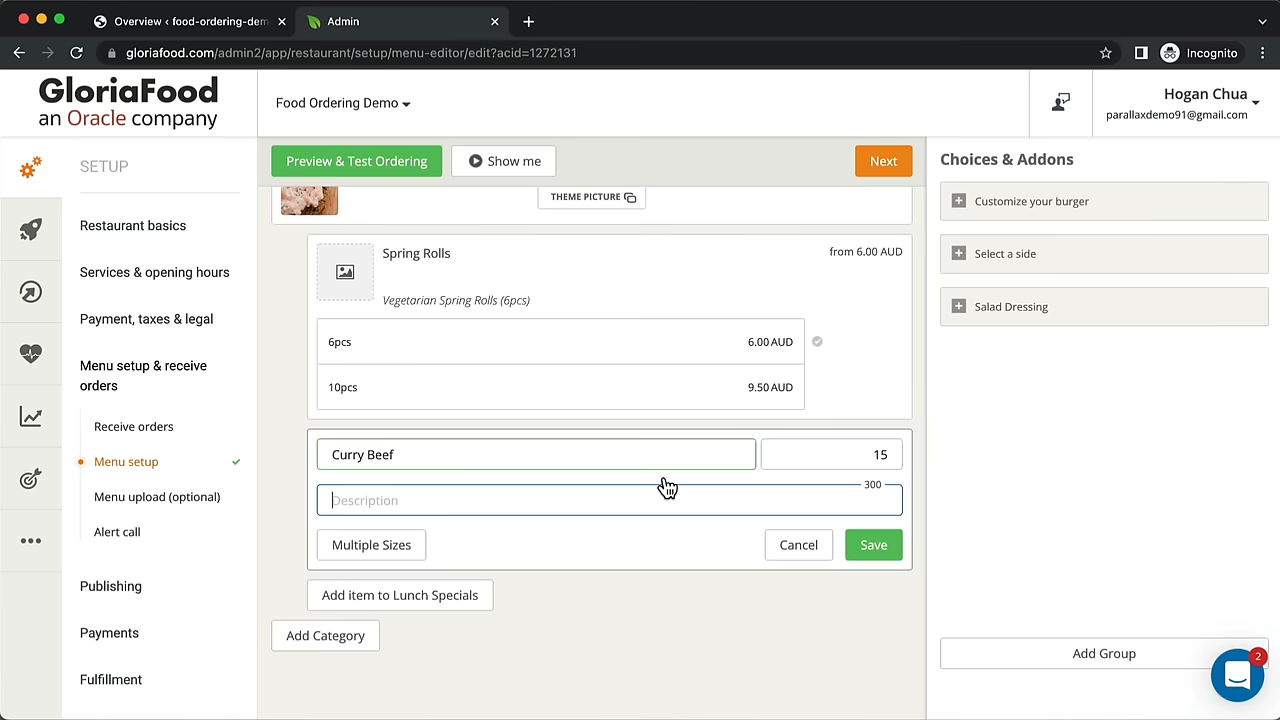 Overview ‹ food-ordering-dem
Admin
gloriafood.com/admin2/app/restaurant/setup/menu-editor/edit?acid=1272131
Incognito
GloriaFood
an Oracle company
Food Ordering Demo
Hogan Chua
parallaxdemo91@gmail.com
SETUP
Restaurant basics
Services & opening hours
Payment, taxes & legal
Menu setup & receive
orders
Receive orders
Menu setup
Menu upload (optional)
Alert call
Publishing
Payments
Fulfillment
Preview & Test Ordering
Show me
Next
THEME PICTURE
Spring Rolls
from 6.00 AUD
Vegetarian Spring Rolls (6pcs)
6pcs
6.00 AUD
10pcs
9.50 AUD
Curry Beef
15
300
Description
Multiple Sizes
Cancel
Save
Add item to Lunch Specials
Add Category
Choices & Addons
Customize your burger
Select a side
Salad Dressing
Add Group
2